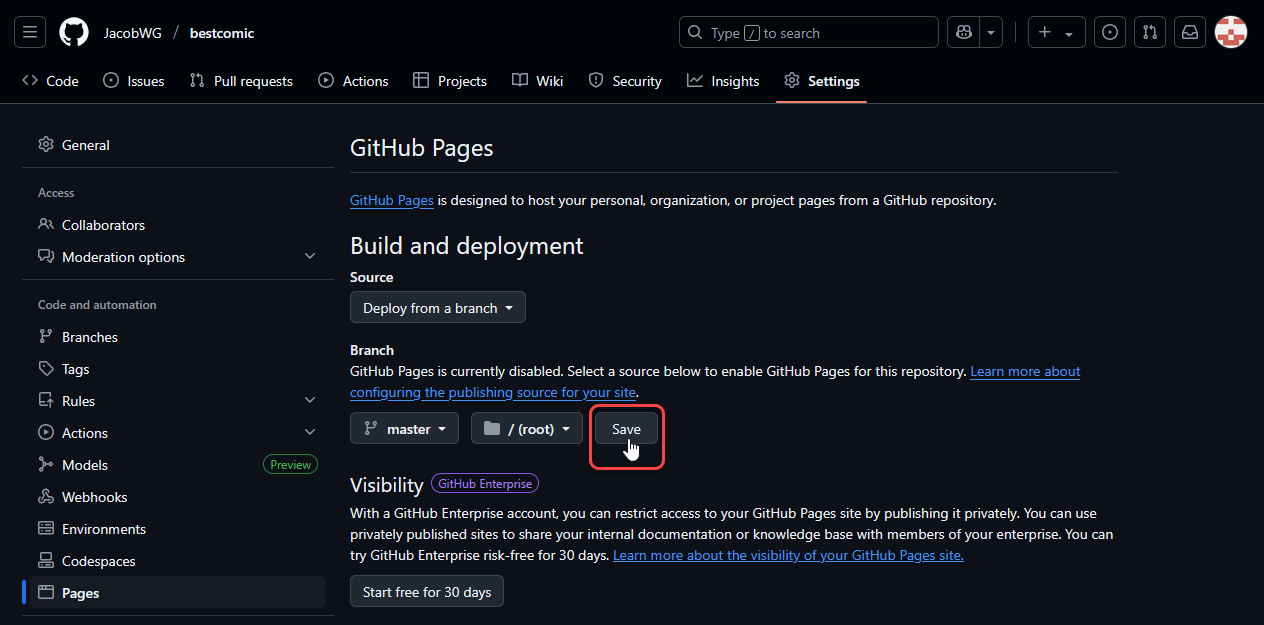 JacobWG / bestcomic
Type / to search
Code
Issues
Pull requests
Actions
Projects
Wiki
Security
Insights
Settings
General
Access
Collaborators
Moderation options
Code and automation
Branches
Tags
Rules
Actions
Models Preview
Webhooks
Environments
Codespaces
Pages
GitHub Pages
GitHub Pages is designed to host your personal, organization, or project pages from a GitHub repository.
Build and deployment
Source
Deploy from a branch
Branch
GitHub Pages is currently disabled. Select a source below to enable GitHub Pages for this repository. Learn more about
configuring the publishing source for your site.
master / (root) Save
Visibility GitHub Enterprise
With a GitHub Enterprise account, you can restrict access to your GitHub Pages site by publishing it privately. You can use
privately published sites to share your internal documentation or knowledge base with members of your enterprise. You can
try GitHub Enterprise risk-free for 30 days. Learn more about the visibility of your GitHub Pages site.
Start free for 30 days